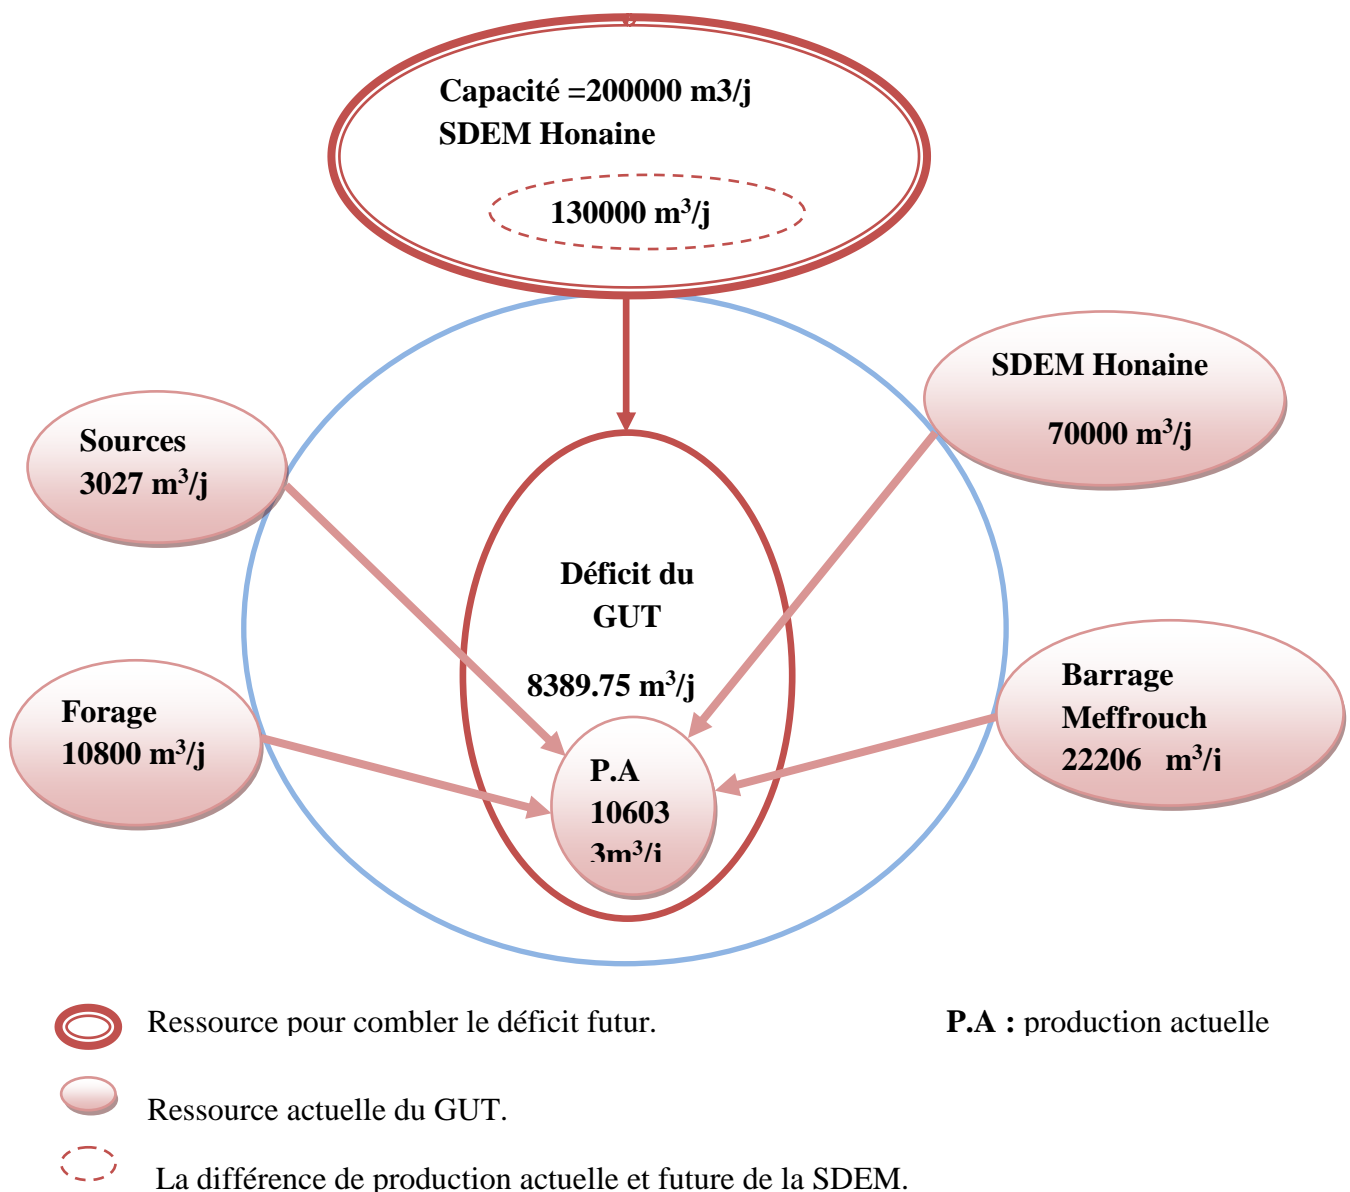 Capacité =200000 m3/j
SDEM Honaine
130000 m³/j
SDEM Honaine
70000 m³/j
Sources
3027 m³/j
Déficit du
GUT
8389.75 m³/j
Barrage
Meffrouch
22206 m³/j
Forage
10800 m³/j
P.A
10603
3m³/j
Ressource pour combler le déficit futur.
P.A : production actuelle
Ressource actuelle du GUT.
La différence de production actuelle et future de la SDEM.